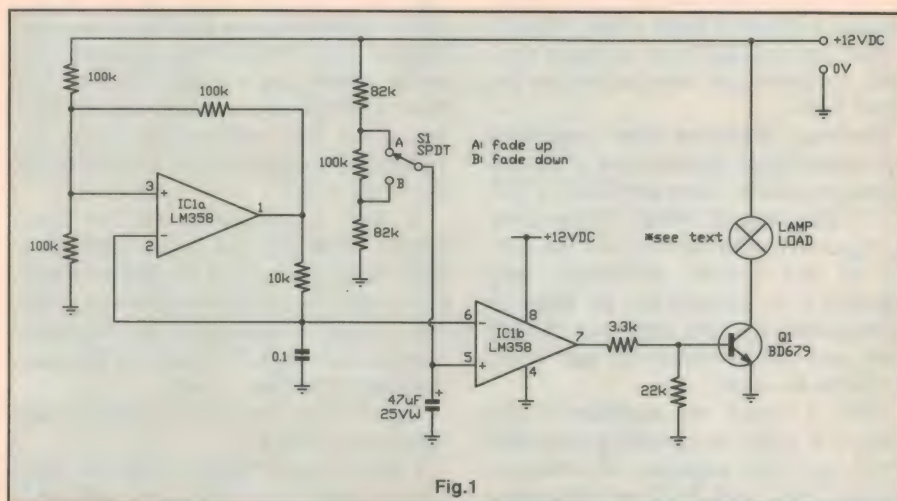 +12VDC
0V
100k
100k
82k
A
S1
SPDT
A: fade up
B: fade down
100k
B
3
+
IC1a
LM358
1
-
2
100k
82k
10k
+12VDC
*see text
LAMP
LOAD
6
-
8
IC1b
LM358
7
3.3k
Q1
BD679
5
+
4
0.1
47uF
+
25VW
22k
Fig.1